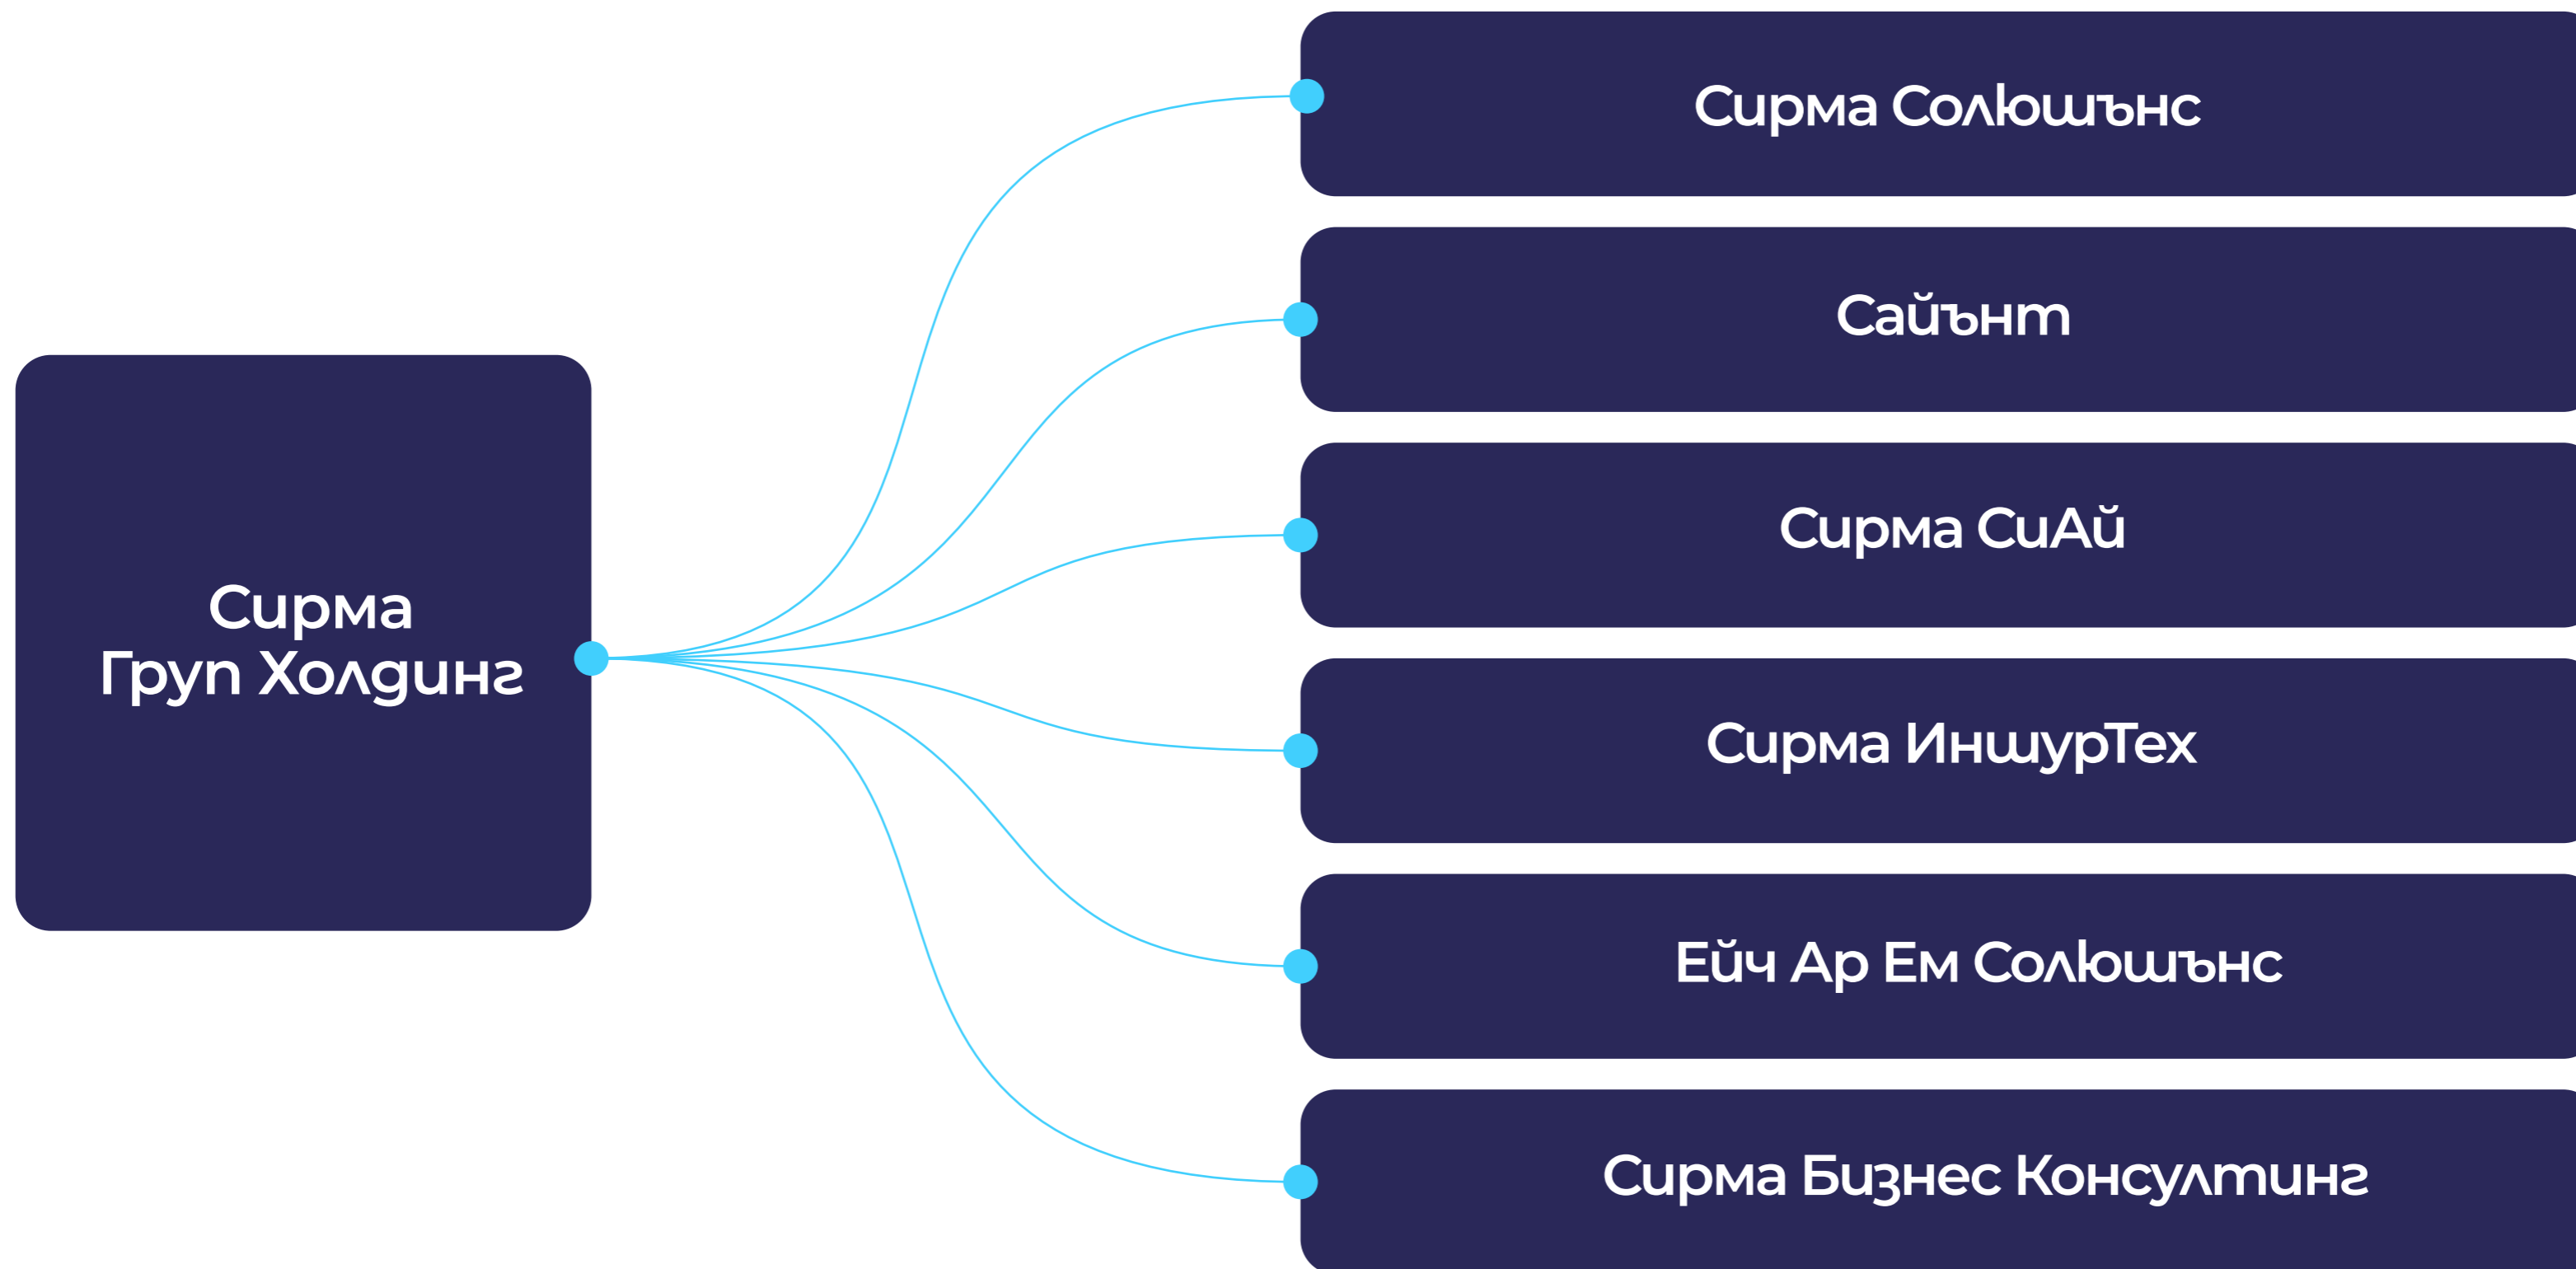 Сирма Солюшънс
Сайънт
Сирма СиАй
Сирма
Груп Холдинг
Сирма ИншурТех
Ейч Ар Ем Солюшънс
Сирма Бизнес Консултинг